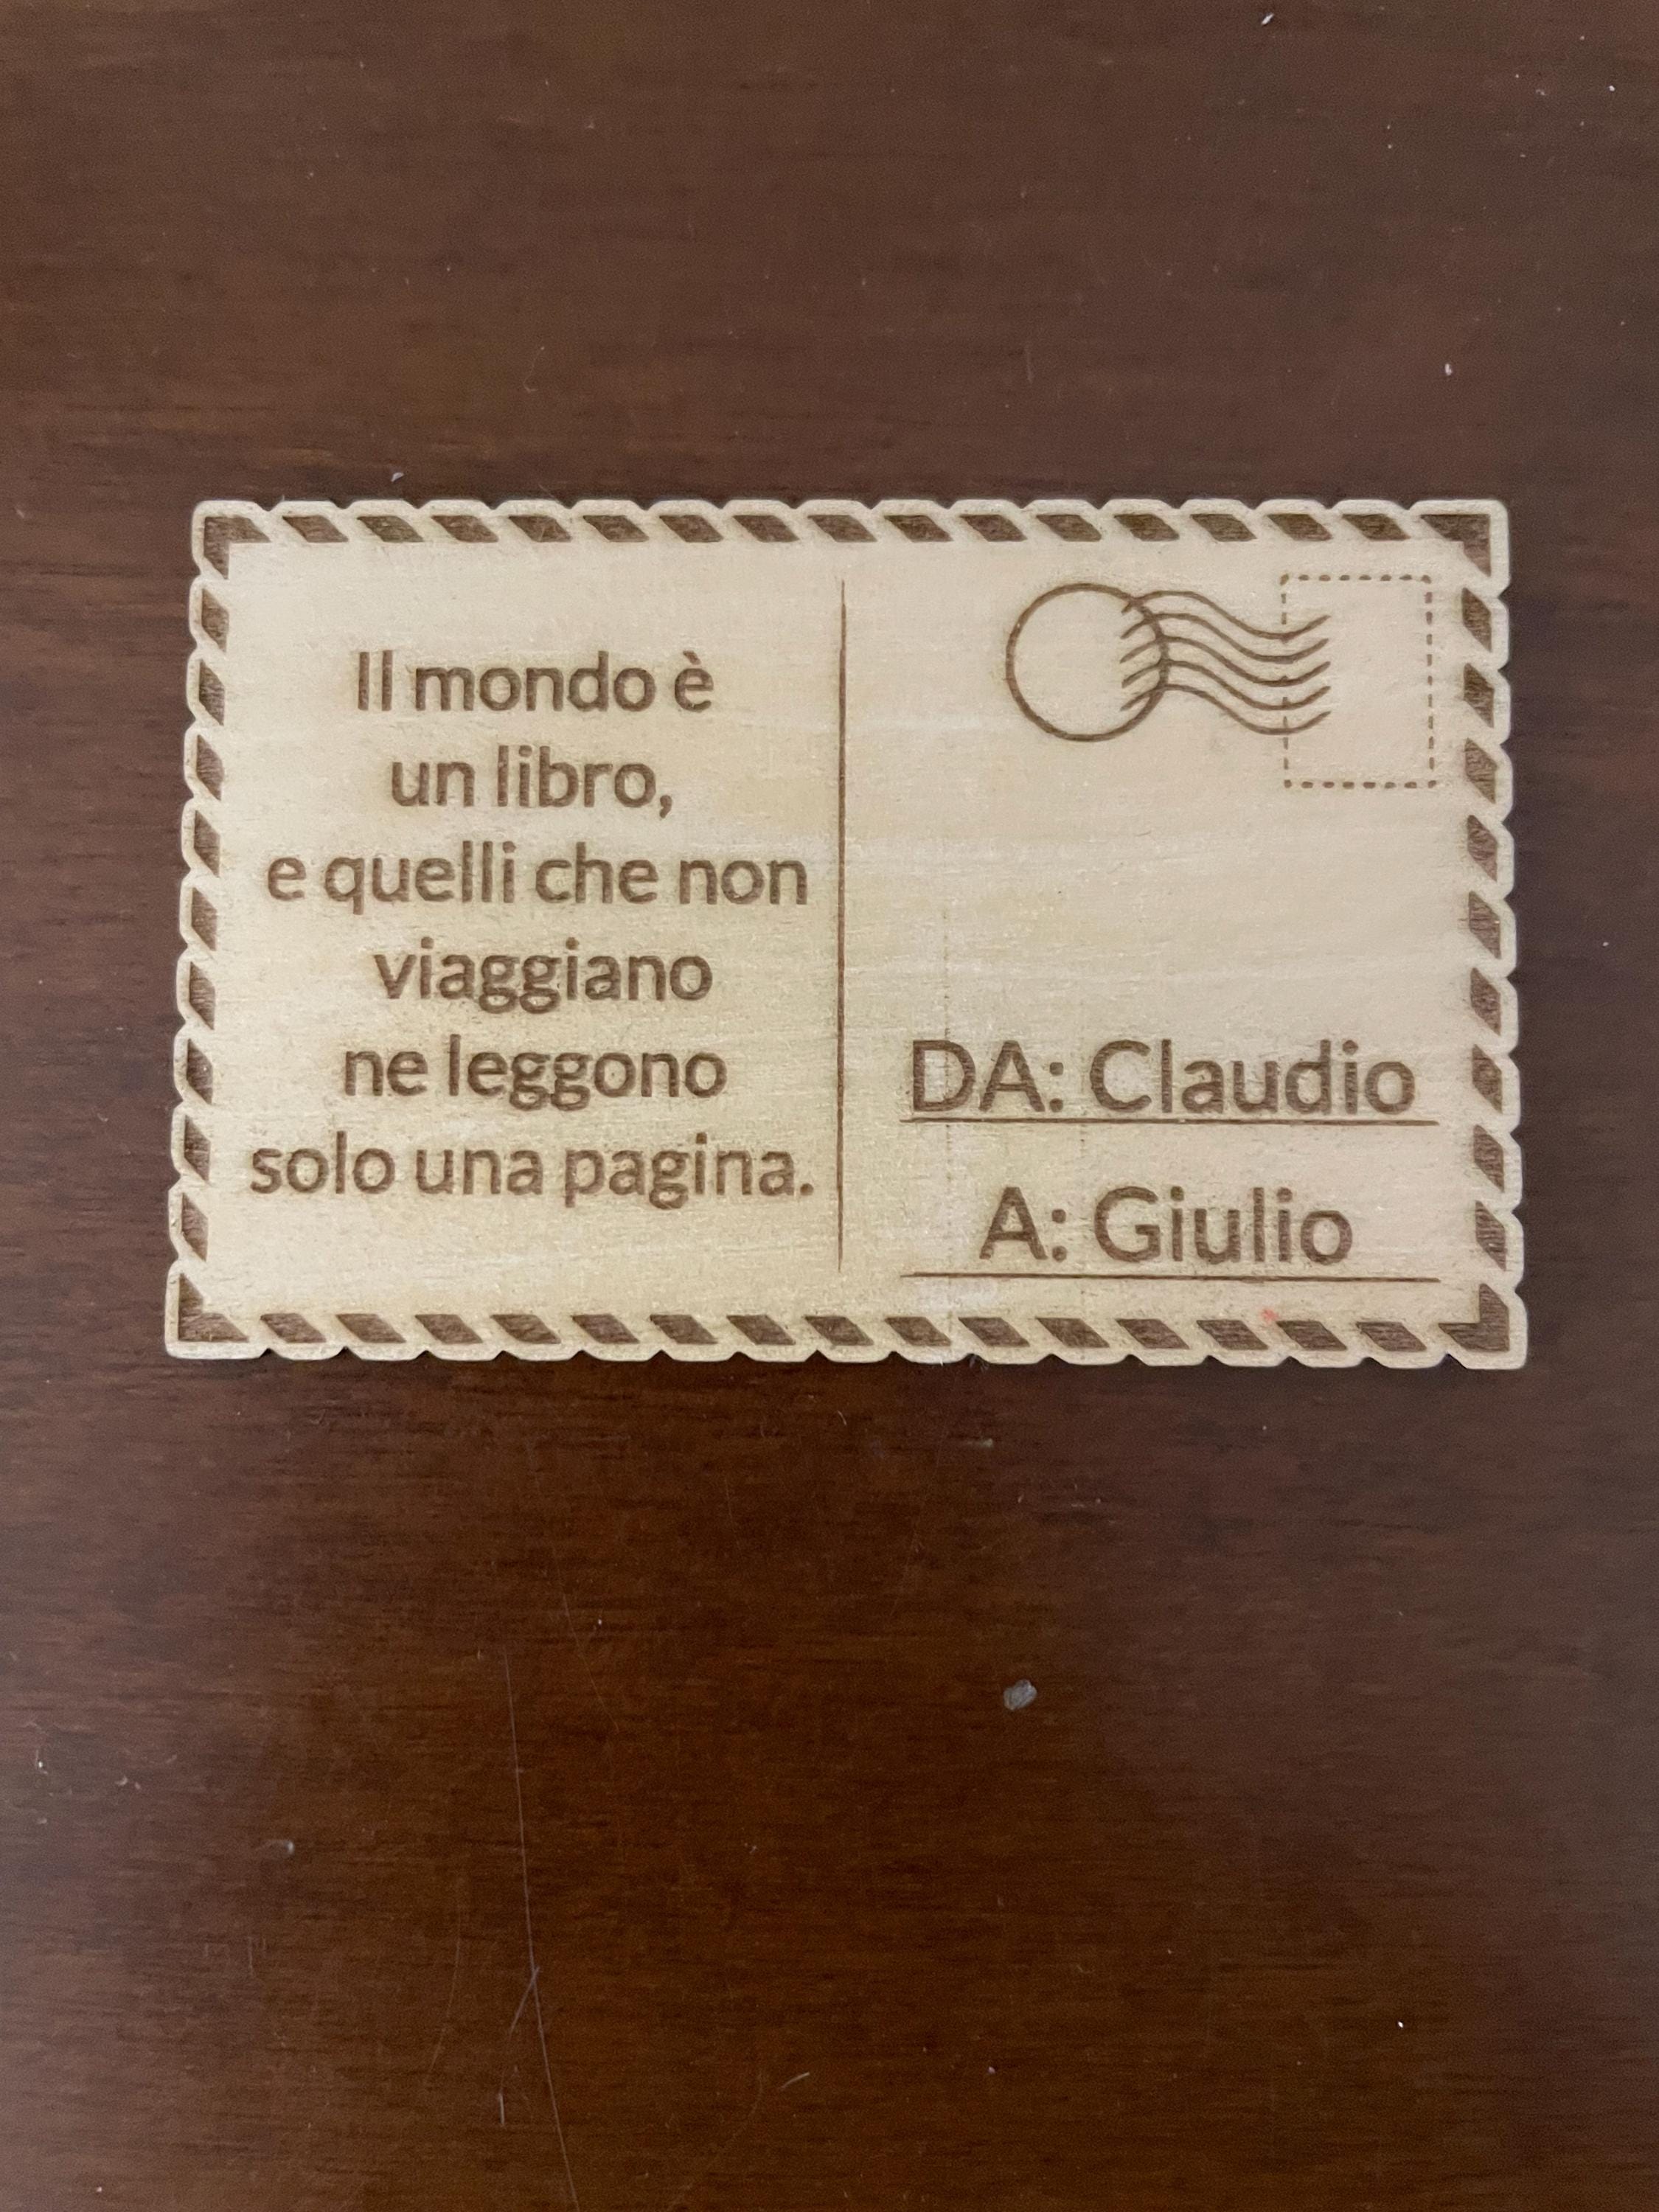 Il mondo è
un libro,
e quelli che non
viaggiano
ne leggono
solo una pagina.
DA: Claudio
A: Giulio